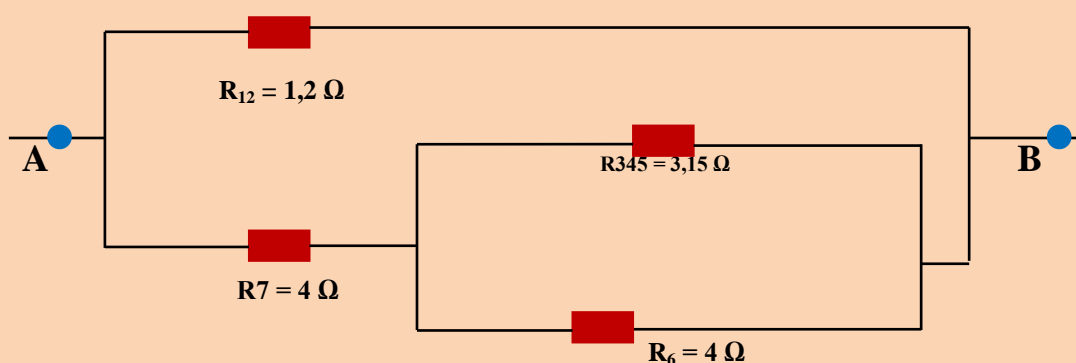 R₁₂ = 1,2 Ω
A
R345 = 3,15 Ω
B
R7 = 4 Ω
R₆ = 4 Ω